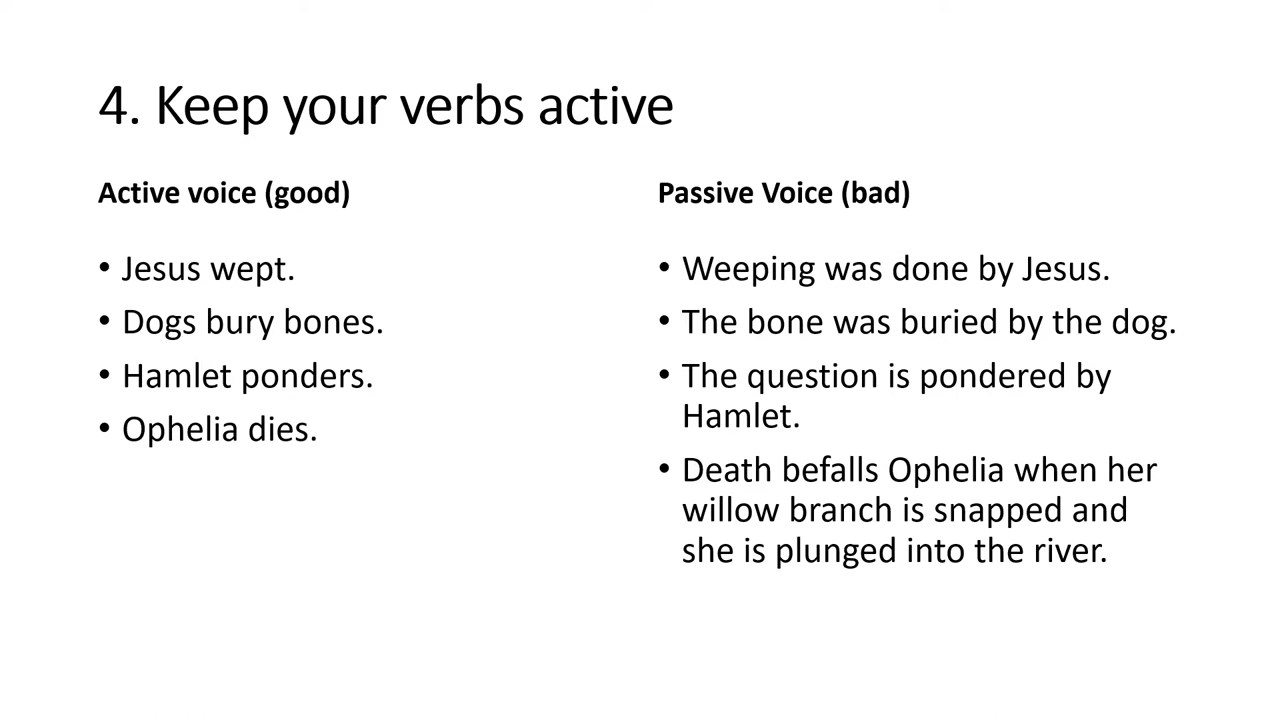 4. Keep your verbs active
Active voice (good)
• Jesus wept.
• Dogs bury bones.
• Hamlet ponders.
• Ophelia dies.
Passive Voice (bad)
• Weeping was done by Jesus.
• The bone was buried by the dog.
• The question is pondered by
Hamlet.
• Death befalls Ophelia when her
willow branch is snapped and
she is plunged into the river.